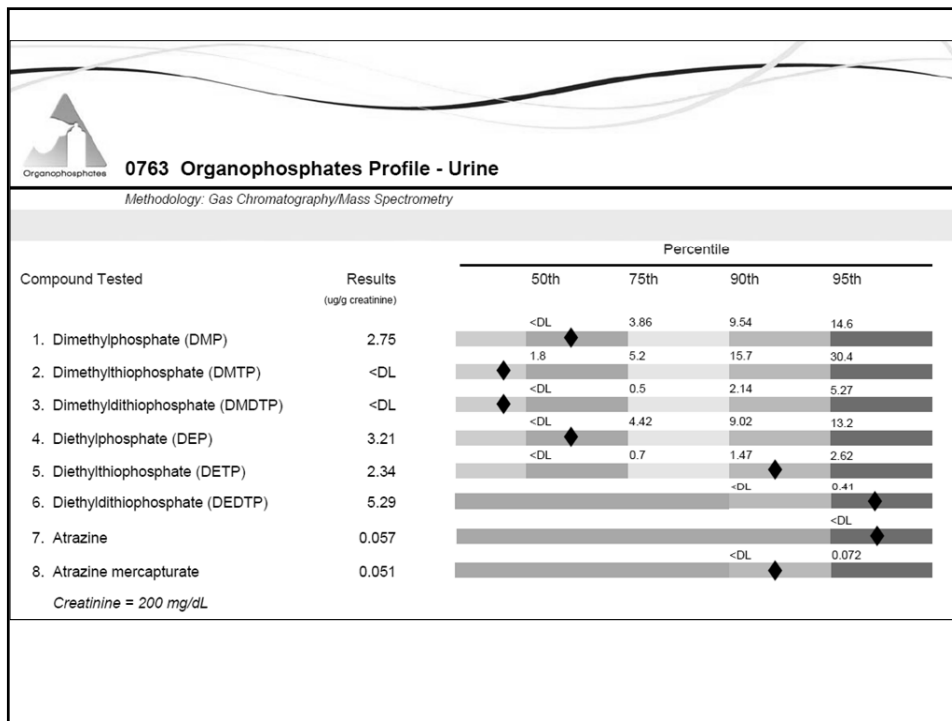 Organophosphates
0763 Organophosphates Profile - Urine
Methodology: Gas Chromatography/Mass Spectrometry
Percentile
Compound Tested Results 50th 75th 90th 95th
(ug/g creatinine)
<DL 3.86 9.54 14.6
1. Dimethylphosphate (DMP) 2.75
1.8 5.2 15.7 30.4
2. Dimethylthiophosphate (DMTP) <DL
<DL 0.5 2.14 5.27
3. Dimethyldithiophosphate (DMDTP) <DL
<DL 4.42 9.02 13.2
4. Diethylphosphate (DEP) 3.21
<DL 0.7 1.47 2.62
5. Diethylthiophosphate (DETP) 2.34
<DL 0.41
6. Diethyldithiophosphate (DEDTP) 5.29
<DL
7. Atrazine 0.057
<DL 0.072
8. Atrazine mercapturate 0.051
Creatinine = 200 mg/dL